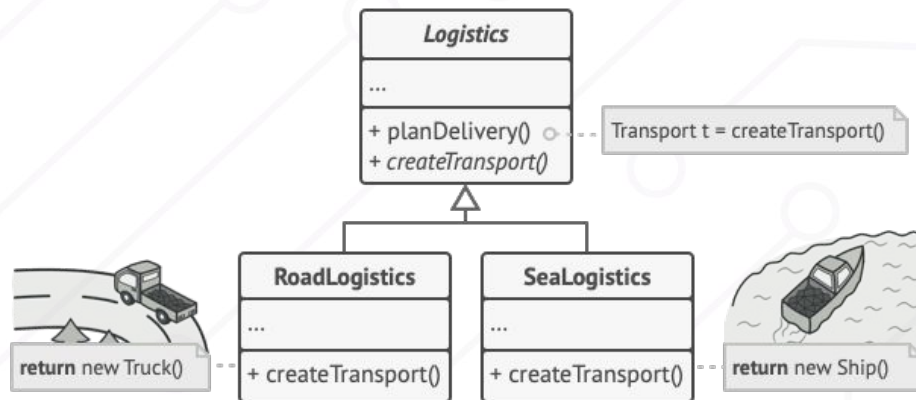 Logistics
...
+ planDelivery()
Transport t = createTransport()
+ createTransport()
RoadLogistics
...
+ createTransport()
return new Truck()
SeaLogistics
...
+ createTransport()
return new Ship()